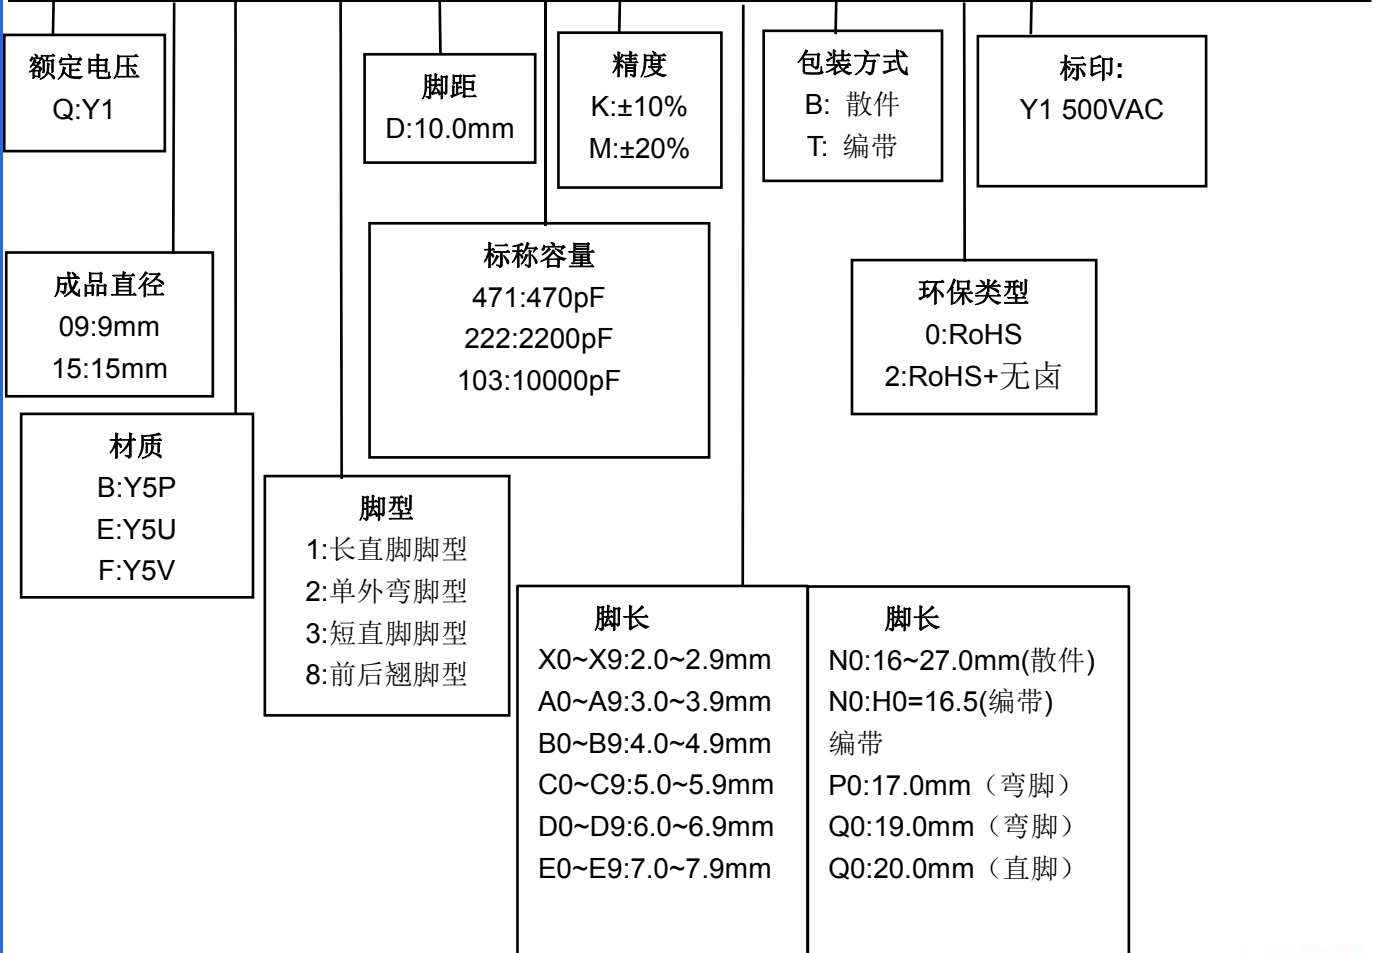 额定电压
Q:Y1
脚距
D:10.0mm
精度
K:±10%
M:±20%
包装方式
B: 散件
T: 编带
标印:
Y1 500VAC
成品直径
09:9mm
15:15mm
标称容量
471:470pF
222:2200pF
103:10000pF
环保类型
0:RoHS
2:RoHS+无卤
材质
B:Y5P
E:Y5U
F:Y5V
脚型
1:长直脚脚型
2:单外弯脚型
3:短直脚脚型
8:前后翘脚型
脚长
X0~X9:2.0~2.9mm
A0~A9:3.0~3.9mm
B0~B9:4.0~4.9mm
C0~C9:5.0~5.9mm
D0~D9:6.0~6.9mm
E0~E9:7.0~7.9mm
脚长
N0:16~27.0mm(散件)
N0:H0=16.5(编带)
编带
P0:17.0mm（弯脚）
Q0:19.0mm（弯脚）
Q0:20.0mm（直脚）